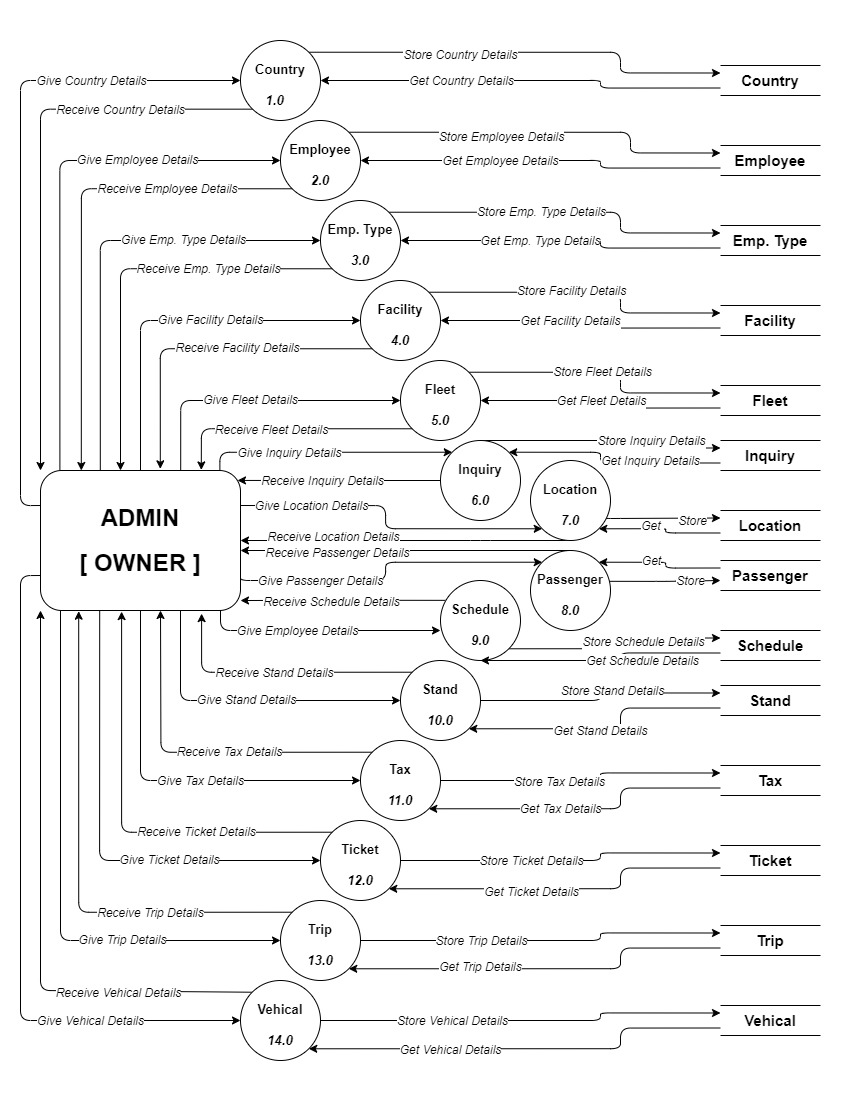 Store Country Details
Country
1.0
Give Country Details
Get Country Details
Country
Receive Country Details
Store Employee Details
Employee
2.0
Give Employee Details
Get Employee Details
Employee
Receive Employee Details
Store Emp. Type Details
Emp. Type
3.0
Give Emp. Type Details
Get Emp. Type Details
Emp. Type
Receive Emp. Type Details
Store Facility Details
Facility
4.0
Give Facility Details
Get Facility Details
Facility
Receive Facility Details
Store Fleet Details
Fleet
5.0
Give Fleet Details
Get Fleet Details
Fleet
Receive Fleet Details
Store Inquiry Details
Give Inquiry Details
Get Inquiry Details
Inquiry
Inquiry
6.0
Receive Inquiry Details
Location
7.0
Give Location Details
Store
Get
Location
Receive Location Details
ADMIN
[ OWNER ]
Receive Passenger Details
Get
Passenger
8.0
Give Passenger Details
Store
Passenger
Receive Schedule Details
Schedule
9.0
Give Employee Details
Store Schedule Details
Get Schedule Details
Schedule
Receive Stand Details
Stand
10.0
Give Stand Details
Store Stand Details
Get Stand Details
Stand
Receive Tax Details
Tax
11.0
Give Tax Details
Store Tax Details
Get Tax Details
Tax
Receive Ticket Details
Ticket
12.0
Give Ticket Details
Store Ticket Details
Get Ticket Details
Ticket
Receive Trip Details
Trip
13.0
Give Trip Details
Store Trip Details
Get Trip Details
Trip
Receive Vehical Details
Vehical
14.0
Give Vehical Details
Store Vehical Details
Get Vehical Details
Vehical